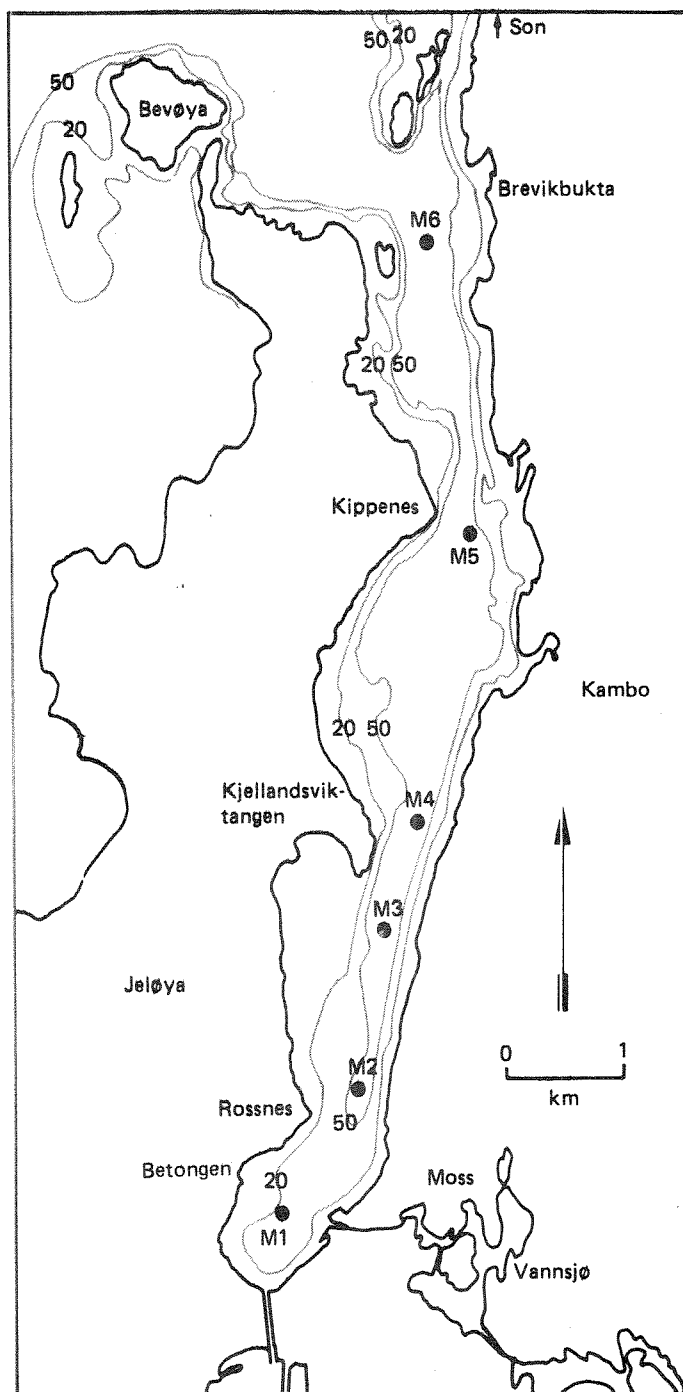 50 20
Son
50
Bevøya
20
Brevikbukta
M6
20 50
Kippenes
M5
Kambo
20 50
Kjellandsvik-
tangen
M4
M3
Jeløya
0 1
km
M2
Rossnes
50
Betongen
Moss
20
M1
Vannsjø